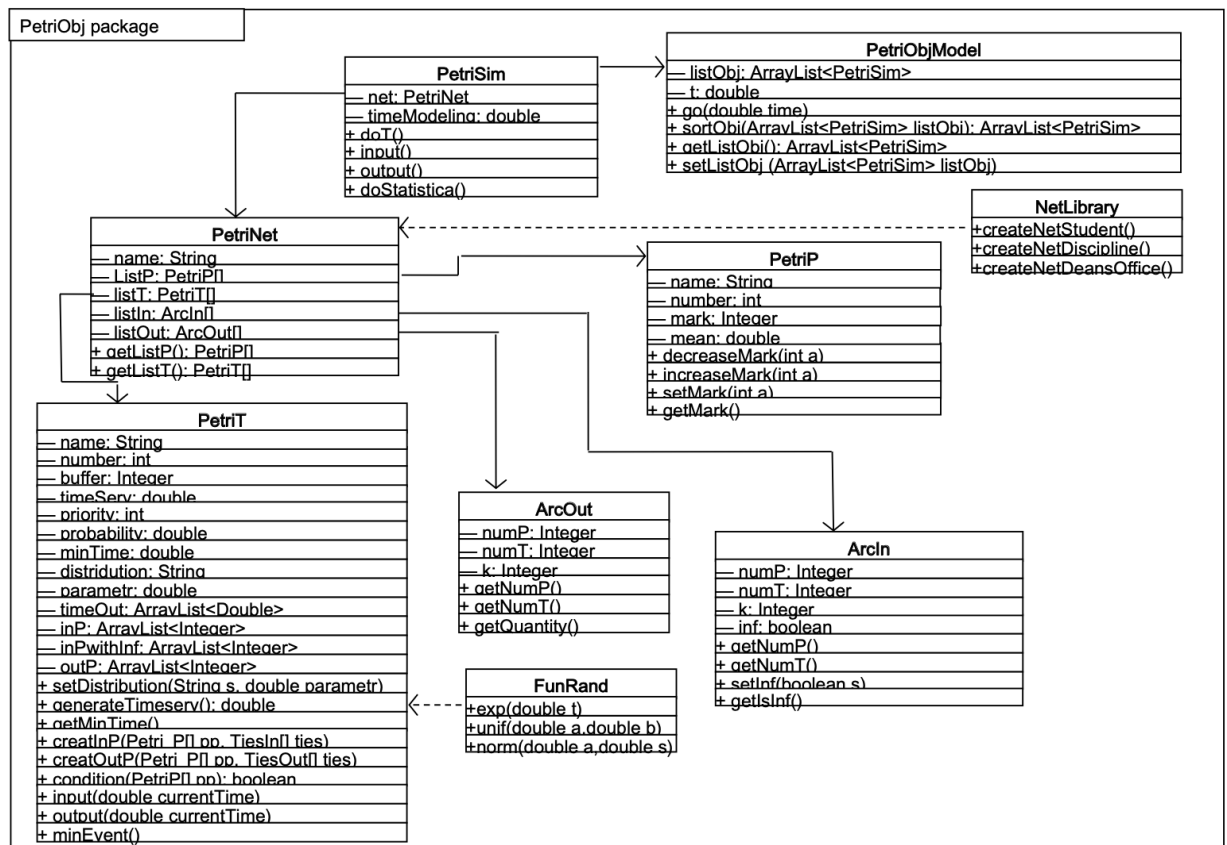 PetriObj package
PetriSim
— net: PetriNet
— timeModeling: double
+ doT()
+ input()
+ output()
+ doStatistica()
PetriObjModel
— listObj: ArrayList<PetriSim>
— t: double
+ go(double time)
+ sortObj(ArrayList<PetriSim> listObj): ArrayList<PetriSim>
+ getListObj(): ArrayList<PetriSim>
+ setListObj (ArrayList<PetriSim> listObj)
NetLibrary
+createNetStudent()
+createNetDiscipline()
+createNetDeansOffice()
PetriNet
— name: String
— ListP: PetriP[]
— listT: PetriT[]
— listIn: ArcIn[]
— listOut: ArcOut[]
+ getListP(): PetriP[]
+ getListT(): PetriT[]
PetriP
— name: String
— number: int
— mark: Integer
— mean: double
+ decreaseMark(int a)
+ increaseMark(int a)
+ setMark(int a)
+ getMark()
PetriT
— name: String
— number: int
— buffer: Integer
— timeServ: double
— priority: int
— probability: double
— minTime: double
— distridution: String
— parametr: double
— timeOut: ArrayList<Double>
— inP: ArrayList<Integer>
— inPwithInf: ArrayList<Integer>
— outP: ArrayList<Integer>
+ setDistribution(String s, double parametr)
+ generateTimeserv(): double
+ getMinTime()
+ creatInP(Petri_P[] pp, TiesIn[] ties)
+ creatOutP(Petri_P[] pp, TiesOut[] ties)
+ condition(PetriP[] pp): boolean
+ input(double currentTime)
+ output(double currentTime)
+ minEvent()
ArcOut
— numP: Integer
— numT: Integer
— k: Integer
+ getNumP()
+ getNumT()
+ getQuantity()
ArcIn
— numP: Integer
— numT: Integer
— k: Integer
— inf: boolean
+ getNumP()
+ getNumT()
+ setInf(boolean s)
+ getIsInf()
FunRand
+exp(double t)
+unif(double a,double b)
+norm(double a,double s)